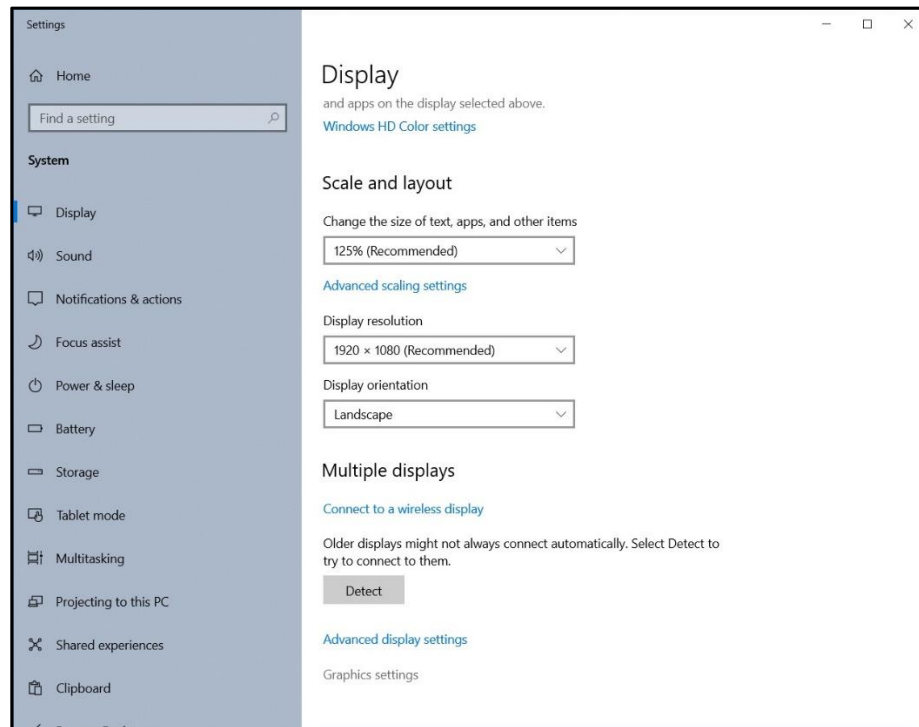 Settings
Home
Find a setting
System
Display
Sound
Notifications & actions
Focus assist
Power & sleep
Battery
Storage
Tablet mode
Multitasking
Projecting to this PC
Shared experiences
Clipboard
Display
and apps on the display selected above.
Windows HD Color settings
Scale and layout
Change the size of text, apps, and other items
125% (Recommended)
Advanced scaling settings
Display resolution
1920 × 1080 (Recommended)
Display orientation
Landscape
Multiple displays
Connect to a wireless display
Older displays might not always connect automatically. Select Detect to
try to connect to them.
Detect
Advanced display settings
Graphics settings